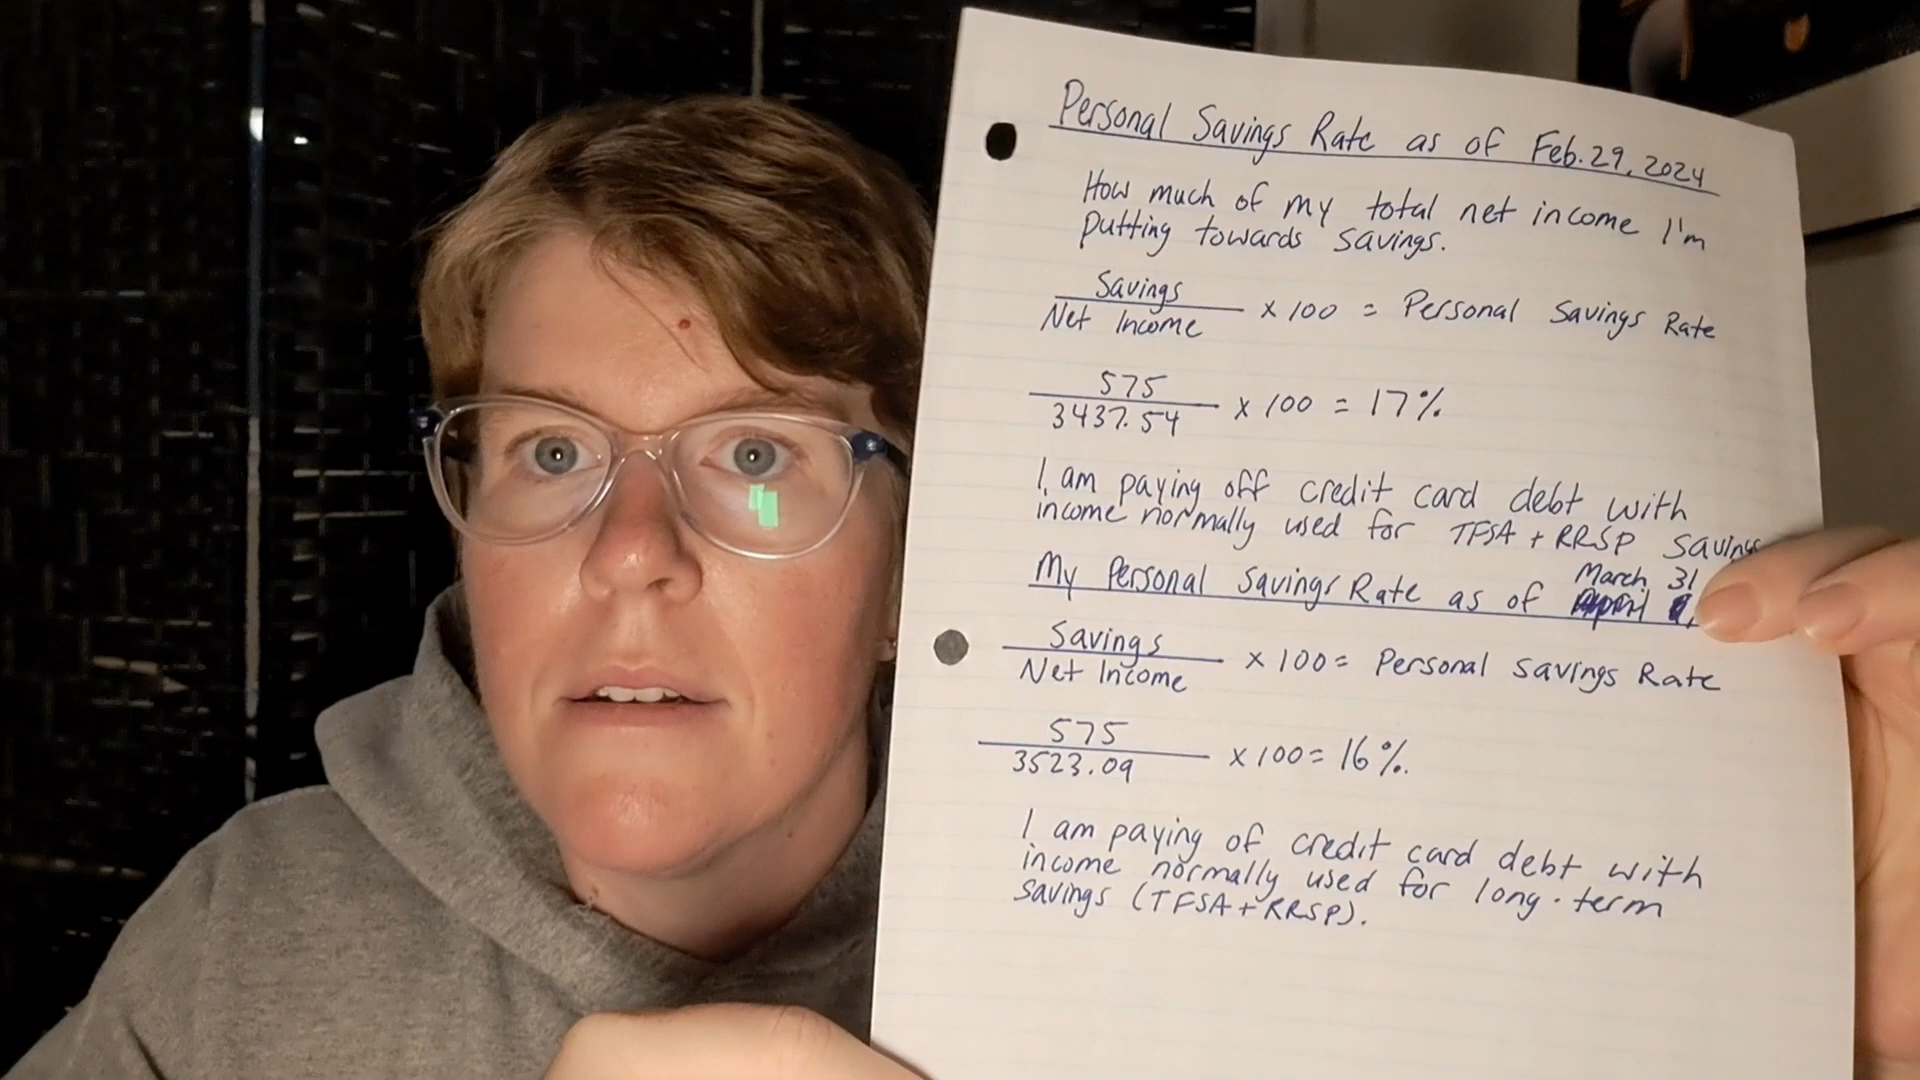 Personal Savings Rate as of Feb. 29, 2024
How much of my total net income I'm
putting towards savings.
Savings
Net Income
x 100 = Personal Savings Rate
575
3437.54
x 100 = 17%
I am paying off credit card debt with
income normally used for TFSA + RRSP savings
My Personal Savings Rate as of March 31
Savings
Net Income
x 100 = Personal Savings Rate
575
3523.09
x 100 = 16%.
I am paying of credit card debt with
income normally used for long-term
savings (TFSA + RRSP).